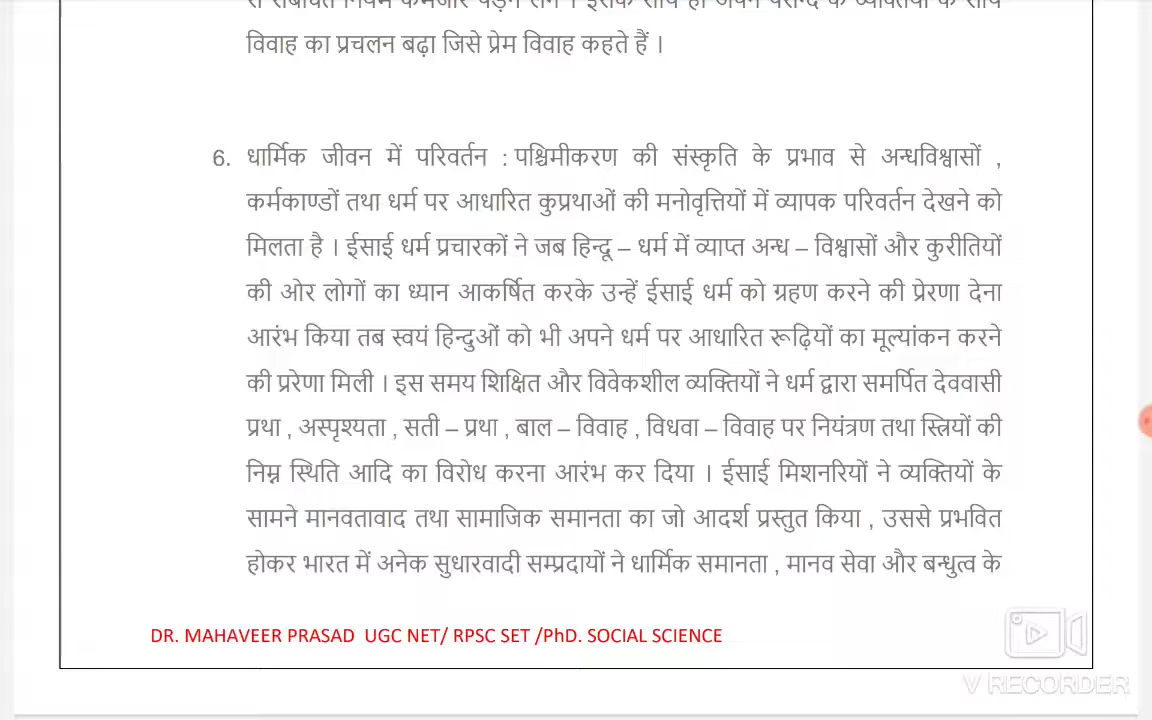 विवाह का प्रचलन बढ़ा जिसे प्रेम विवाह कहते हैं ।
6. धार्मिक जीवन में परिवर्तन : पश्चिमीकरण की संस्कृति के प्रभाव से अन्धविश्वासों ,
कर्मकाण्डों तथा धर्म पर आधारित कुप्रथाओं की मनोवृत्तियों में व्यापक परिवर्तन देखने को
मिलता है । ईसाई धर्म प्रचारकों ने जब हिन्दू – धर्म में व्याप्त अन्ध – विश्वासों और कुरीतियों
की ओर लोगों का ध्यान आकर्षित करके उन्हें ईसाई धर्म को ग्रहण करने की प्रेरणा देना
आरंभ किया तब स्वयं हिन्दुओं को भी अपने धर्म पर आधारित रूढ़ियों का मूल्यांकन करने
की प्ररेणा मिली । इस समय शिक्षित और विवेकशील व्यक्तियों ने धर्म द्वारा समर्पित देववासी
प्रथा , अस्पृश्यता , सती – प्रथा , बाल – विवाह , विधवा – विवाह पर नियंत्रण तथा स्त्रियों की
निम्न स्थिति आदि का विरोध करना आरंभ कर दिया । ईसाई मिशनरियों ने व्यक्तियों के
सामने मानवतावाद तथा सामाजिक समानता का जो आदर्श प्रस्तुत किया , उससे प्रभवित
होकर भारत में अनेक सुधारवादी सम्प्रदायों ने धार्मिक समानता , मानव सेवा और बन्धुत्व के
DR. MAHAVEER PRASAD UGC NET/ RPSC SET /PhD. SOCIAL SCIENCE
V RECORDER